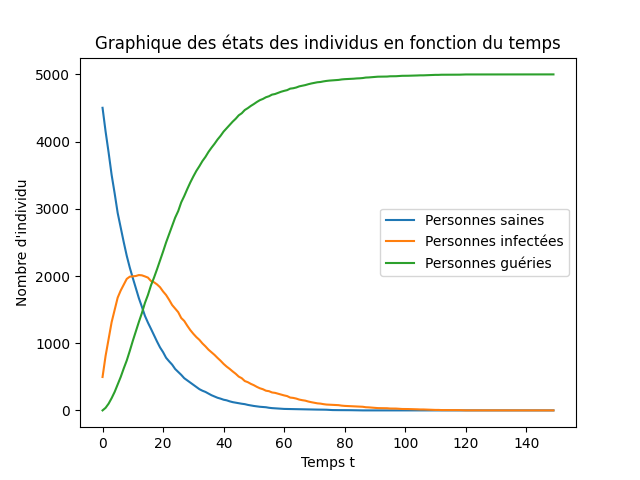 Graphique des états des individus en fonction du temps
Nombre d'individu
5000
4000
3000
2000
1000
0
Personnes saines
Personnes infectées
Personnes guéries
0 20 40 60 80 100 120 140
Temps t